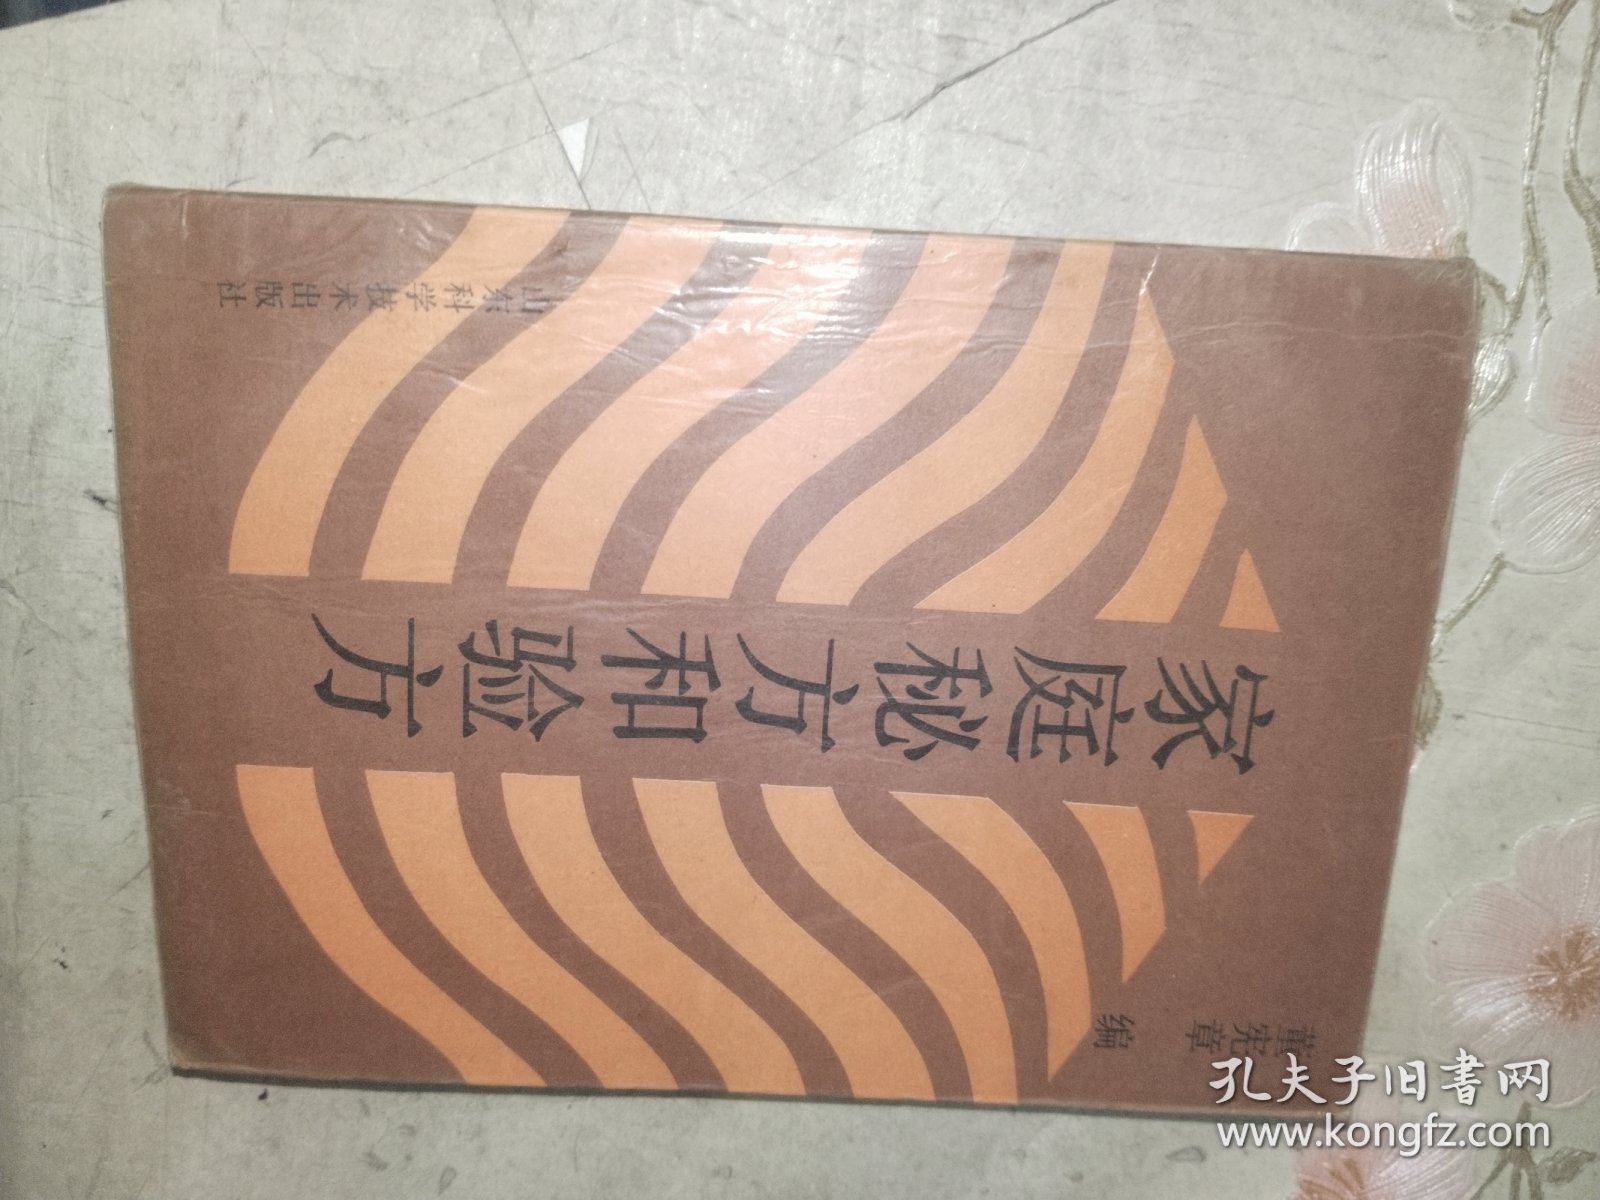 董宪章
编
家庭秘方和验方
山东科学技术出版社
孔夫子旧书网
www.kongfz.com